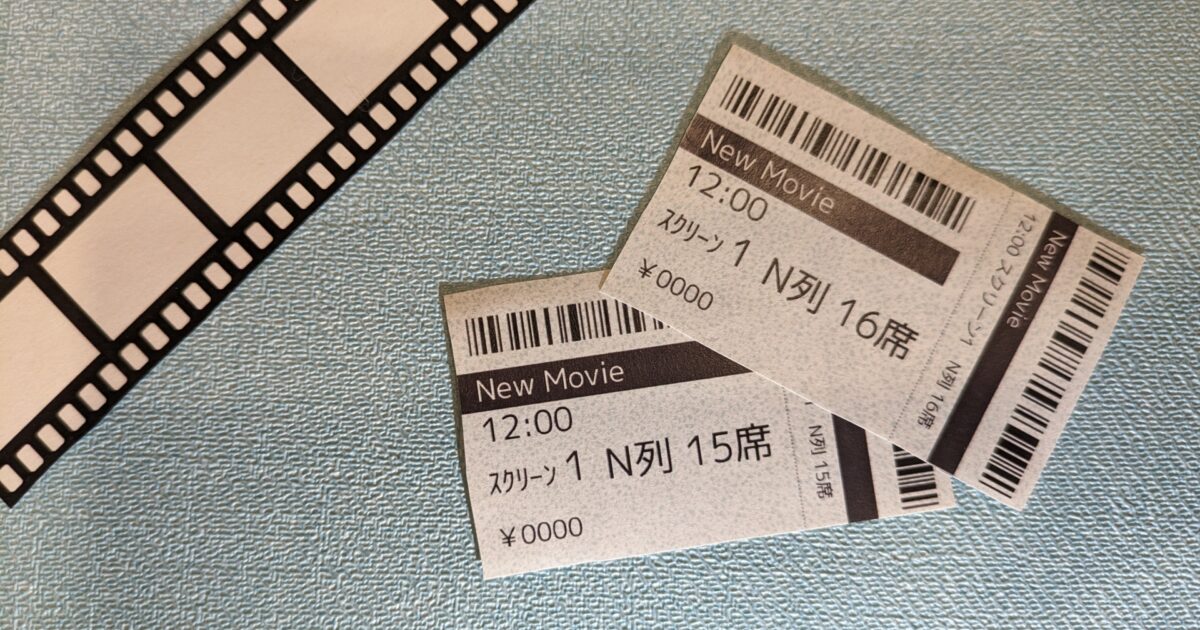 New Movie
12:00
ｽｸﾘｰﾝ 1 N列 16席
￥0000
New Movie
12:00 スクリーン1 N列 16席
New Movie
12:00
ｽｸﾘｰﾝ 1 N列 15席
￥0000
N列 15席